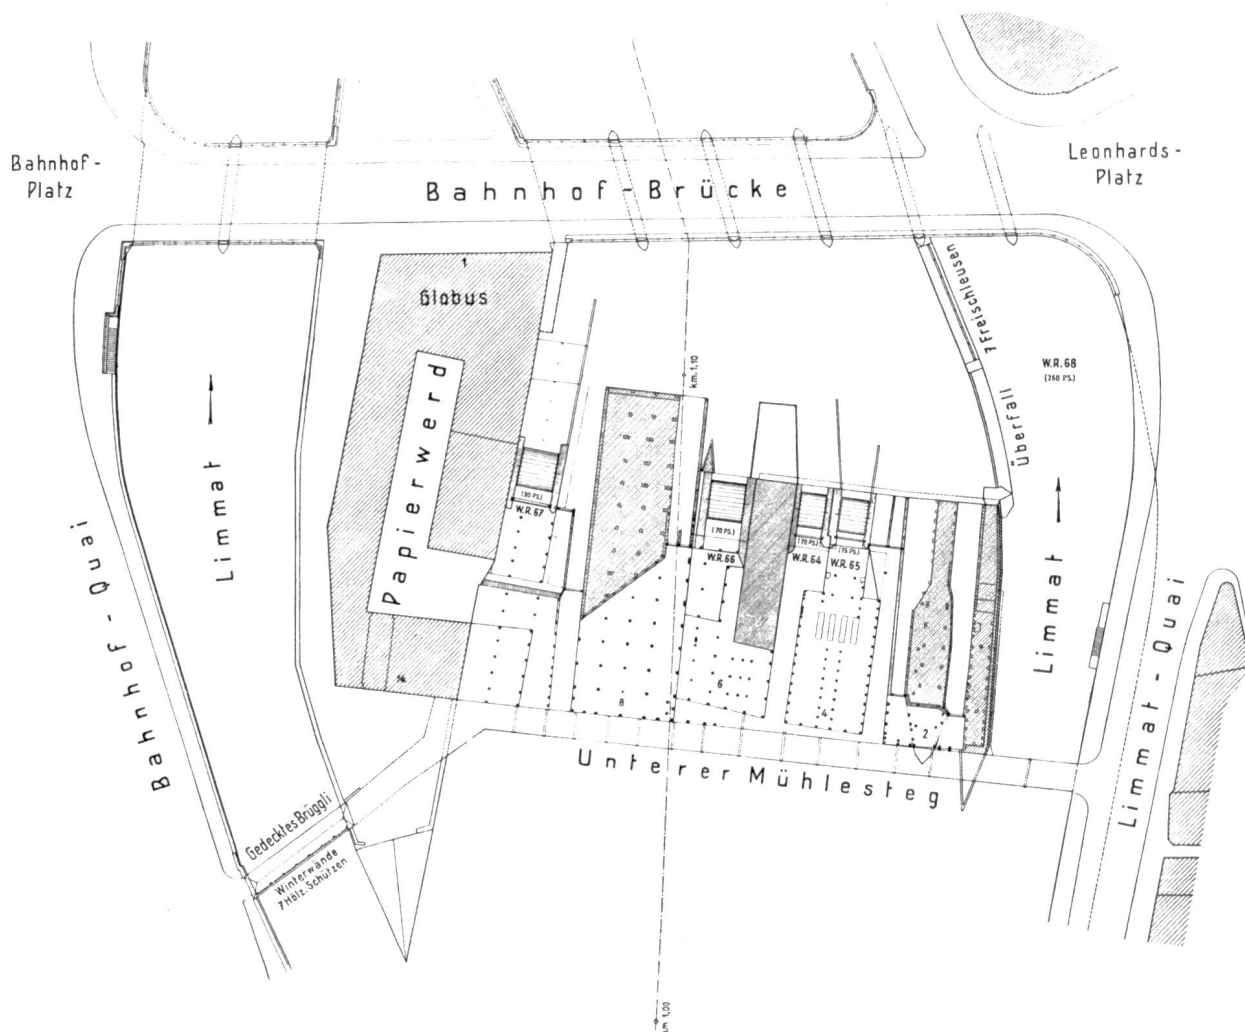 Bahnhof-
Platz
Bahnhof-Brücke
Leonhards-
Platz
1
Globus
Papierwerd
7 Freischleusen
Überfall
W.R.68
(260 PS.)
km. 1,10
Limmat
Bahnhof-Quai
(90 PS.)
W.R.67
(70 PS.)
W.R.66
(70 PS.)
W.R.64
(75 PS.)
W.R.65
Limmat
Limmat-Quai
14
8
6
4
2
Unterer Mühlesteg
Gedecktes Brüggli
Winterwände
7 Hölz. Schützen
km 1,00